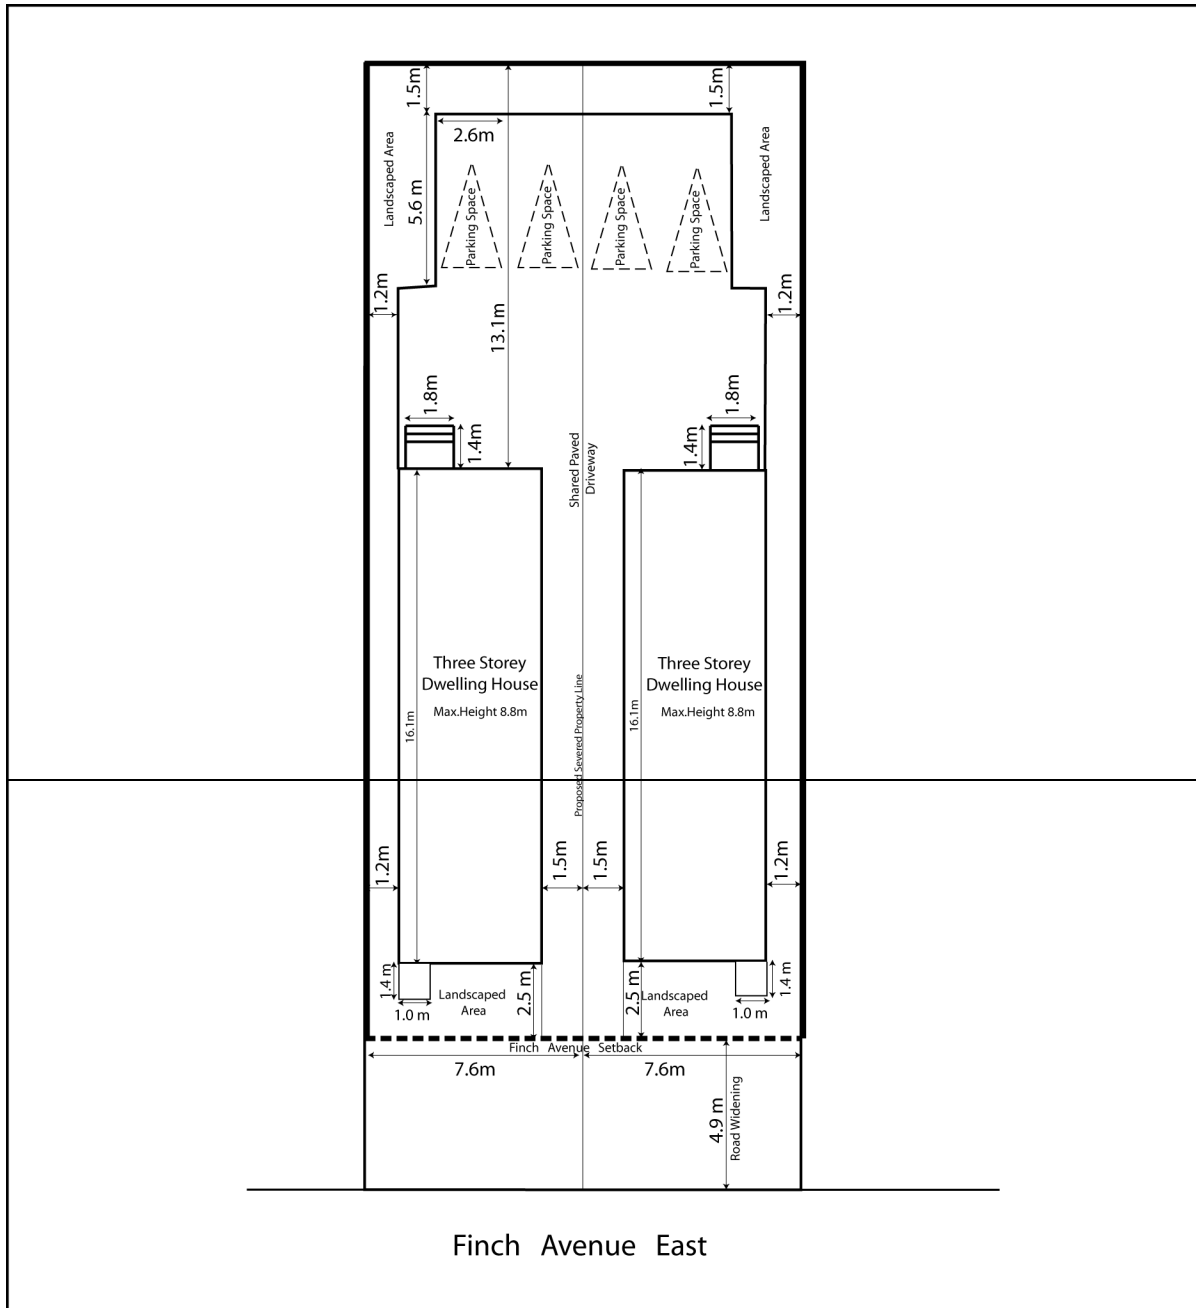 1.5m
1.5m
2.6m
Landscaped Area
Landscaped Area
5.6 m
Parking Space
Parking Space
Parking Space
Parking Space
1.2m
1.2m
13.1m
1.8m
1.8m
1.4m
1.4m
Shared Paved
Driveway
Three Storey
Dwelling House
Max.Height 8.8m
Three Storey
Dwelling House
Max.Height 8.8m
16.1m
16.1m
Proposed Severed Property Line
1.2m
1.5m
1.5m
1.2m
1.4 m
1.0 m
Landscaped
Area
2.5 m
2.5 m
Landscaped
Area
1.0 m
1.4 m
Finch Avenue Setback
7.6m
7.6m
4.9 m
Road Widening
Finch Avenue East